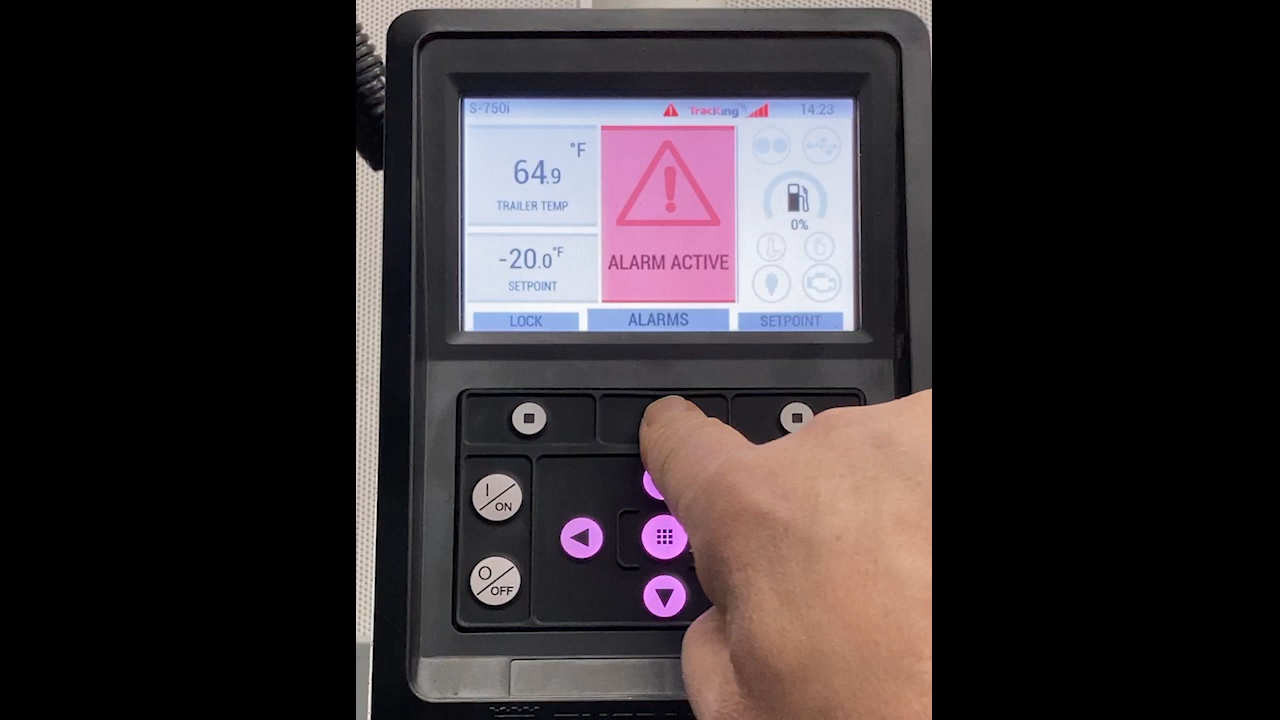 S-750i TracKing 14:23
°F
64.9
TRAILER TEMP
-20.0°F
SETPOINT
!
ALARM ACTIVE
0%
LOCK ALARMS SETPOINT
I/ON
O/OFF